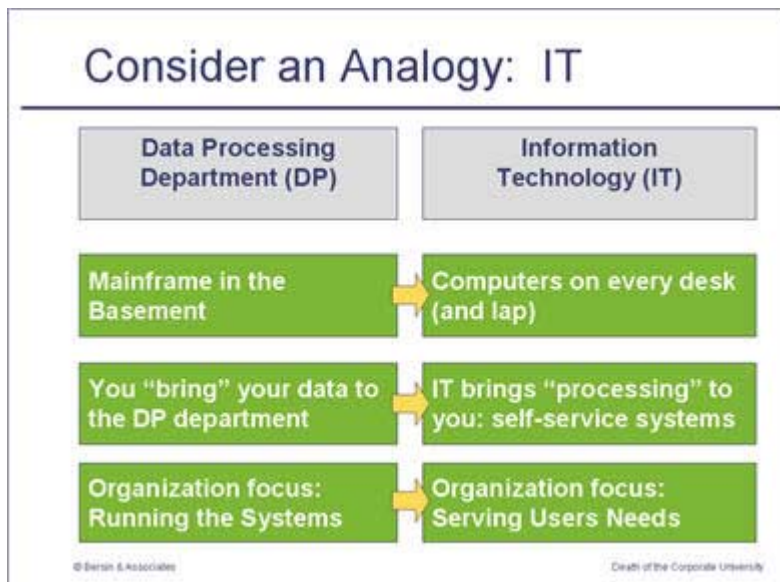 Consider an Analogy: IT
Data Processing
Department (DP)
Information
Technology (IT)
Mainframe in the
Basement
Computers on every desk
(and lap)
You “bring” your data to
the DP department
IT brings “processing” to
you: self-service systems
Organization focus:
Running the Systems
Organization focus:
Serving Users Needs
© Bersin & Associates
Death of the Corporate University